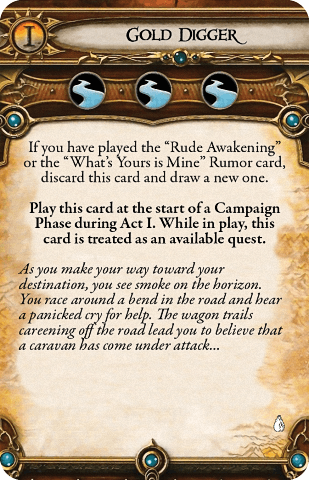 I
Gold Digger
If you have played the “Rude Awakening”
or the “What’s Yours is Mine” Rumor card,
discard this card and draw a new one.
Play this card at the start of a Campaign
Phase during Act I. While in play, this
card is treated as an available quest.
As you make your way toward your
destination, you see smoke on the horizon.
You race around a bend in the road and hear
a panicked cry for help. The wagon trails
careening off the road lead you to believe that
a caravan has come under attack...